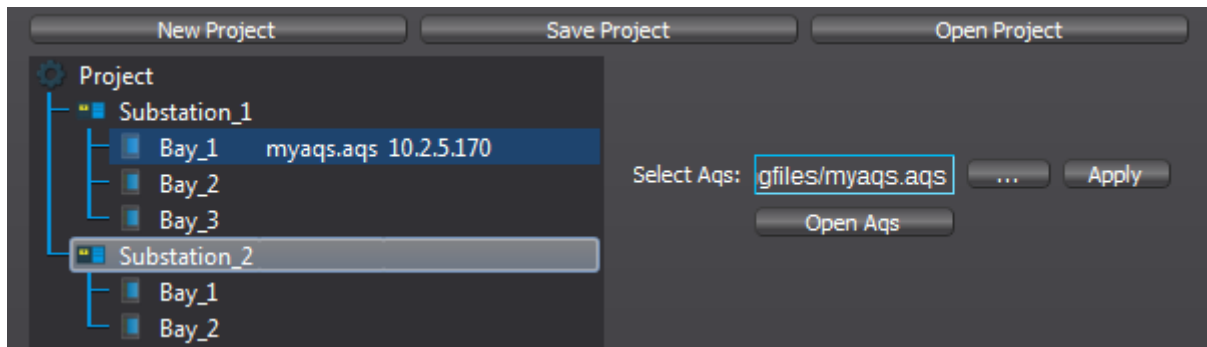 New Project Save Project Open Project
Project
Substation_1
Bay_1 myaqs.aqs 10.2.5.170
Bay_2
Select Aqs: gfiles/myaqs.aqs ... Apply
Bay_3
Open Aqs
Substation_2
Bay_1
Bay_2